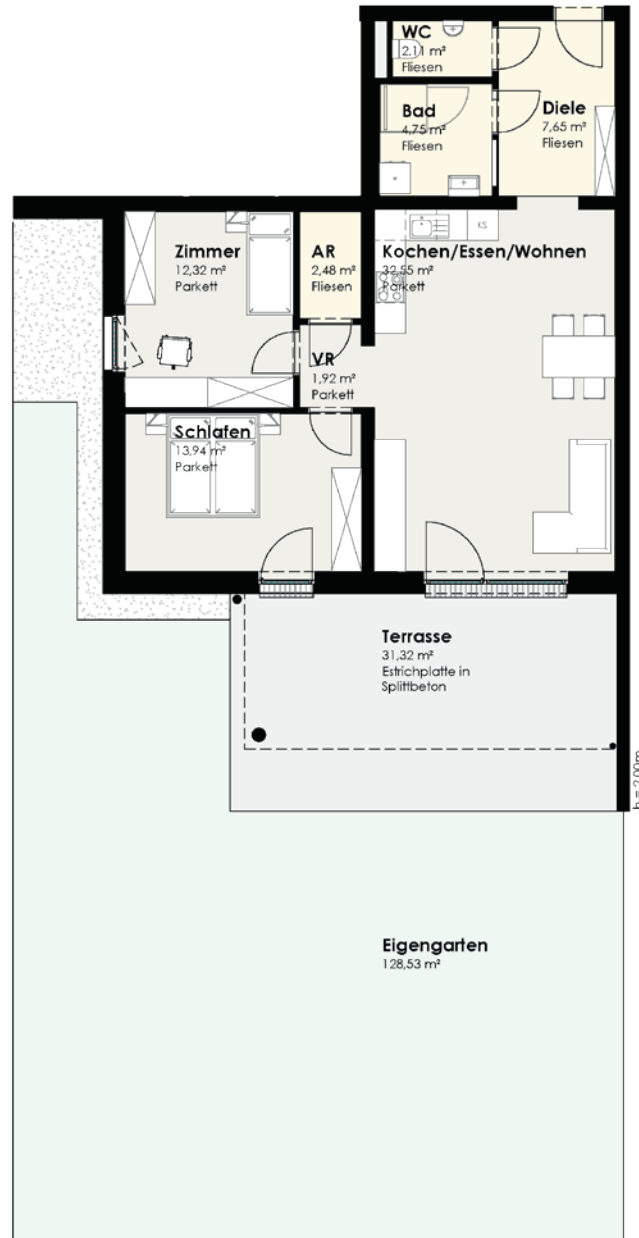 WC
2,11 m²
Fliesen
Bad
4,75 m²
Fliesen
Diele
7,65 m²
Fliesen
Zimmer
12,32 m²
Parkett
AR
2,48 m²
Fliesen
Kochen/Essen/Wohnen
32,55 m²
Parkett
KS
VR
1,92 m²
Parkett
Schlafen
13,94 m²
Parkett
Terrasse
31,32 m²
Estrichplatte in
Splittbeton
h = 2,00m
Eigengarten
128,53 m²